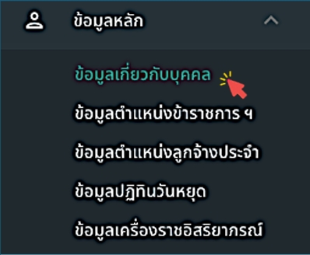 ข้อมูลหลัก
ข้อมูลเกี่ยวกับบุคคล
ข้อมูลตำแหน่งข้าราชการ ฯ
ข้อมูลตำแหน่งลูกจ้างประจำ
ข้อมูลปฏิทินวันหยุด
ข้อมูลเครื่องราชอิสริยาภรณ์